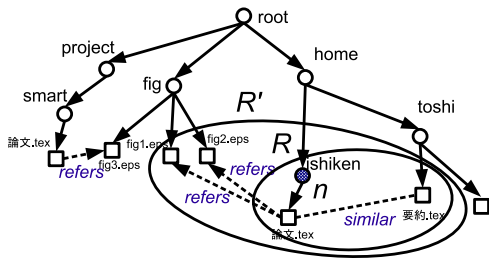 root
project
home
fig
smart
R'
toshi
論文.tex
fig1.eps
fig2.eps
R
ishiken
refers
fig3.eps
refers
n
refers
論文.tex
similar
要約.tex